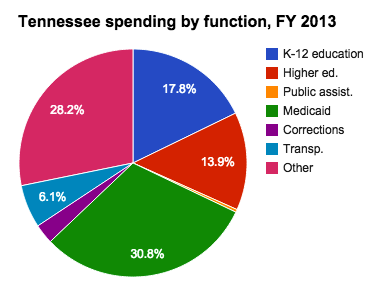 Tennessee spending by function, FY 2013
K-12 education
Higher ed.
Public assist.
Medicaid
Corrections
Transp.
Other
17.8%
13.9%
30.8%
6.1%
28.2%